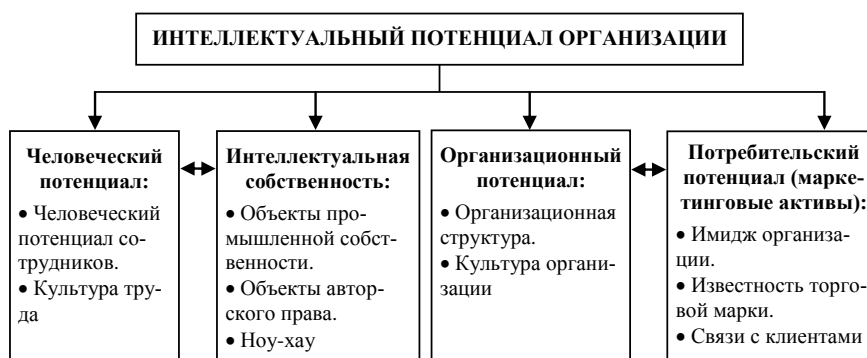 ИНТЕЛЛЕКТУАЛЬНЫЙ ПОТЕНЦИАЛ ОРГАНИЗАЦИИ
Человеческий
потенциал:
• Человеческий
потенциал со-
трудников.
• Культура тру-
да
Интеллектуальная
собственность:
• Объекты про-
мышленной собст-
венности.
• Объекты автор-
ского права.
• Ноу-хау
Организационный
потенциал:
• Организационная
структура.
• Культура органи-
зации
Потребительский
потенциал (марке-
тинговые активы):
• Имидж организа-
ции.
• Известность торго-
вой марки.
• Связи с клиентами